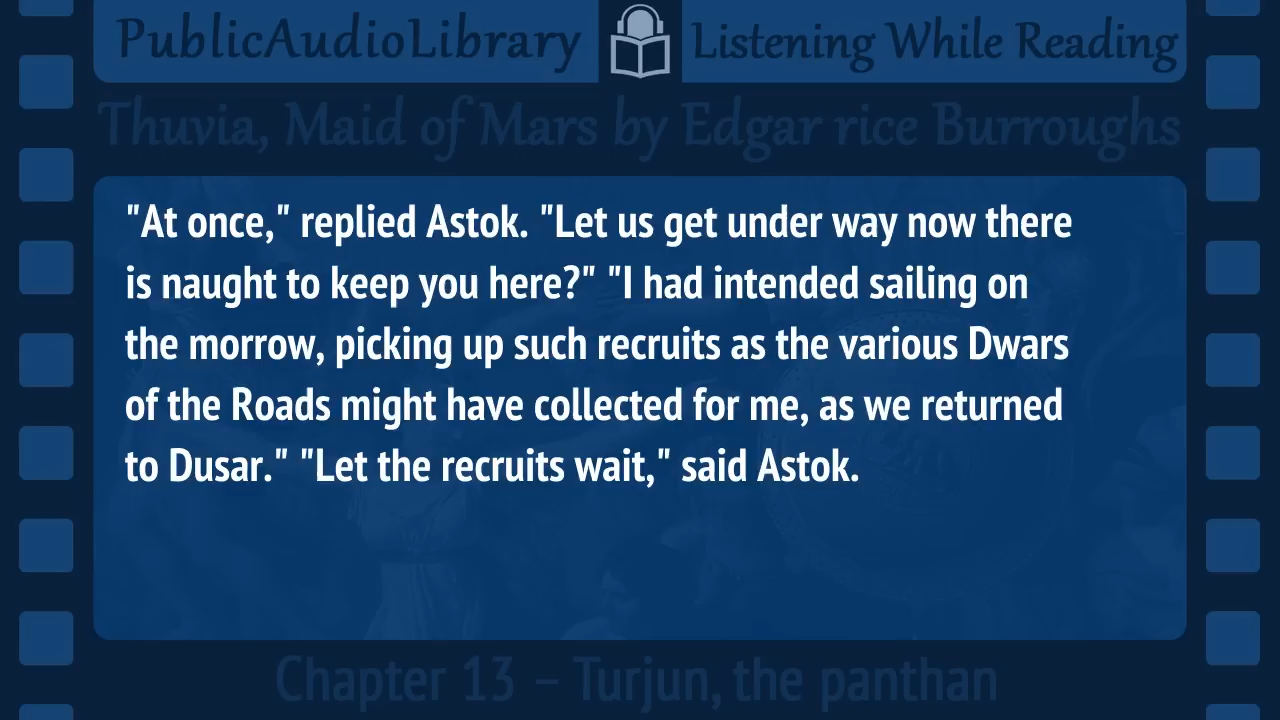 PublicAudioLibrary Listening While Reading
Thuvia, Maid of Mars by Edgar rice Burroughs
"At once," replied Astok. "Let us get under way now there
is naught to keep you here?" "I had intended sailing on
the morrow, picking up such recruits as the various Dwars
of the Roads might have collected for me, as we returned
to Dusar." "Let the recruits wait," said Astok.
Chapter 13 – Turjun, the panthan